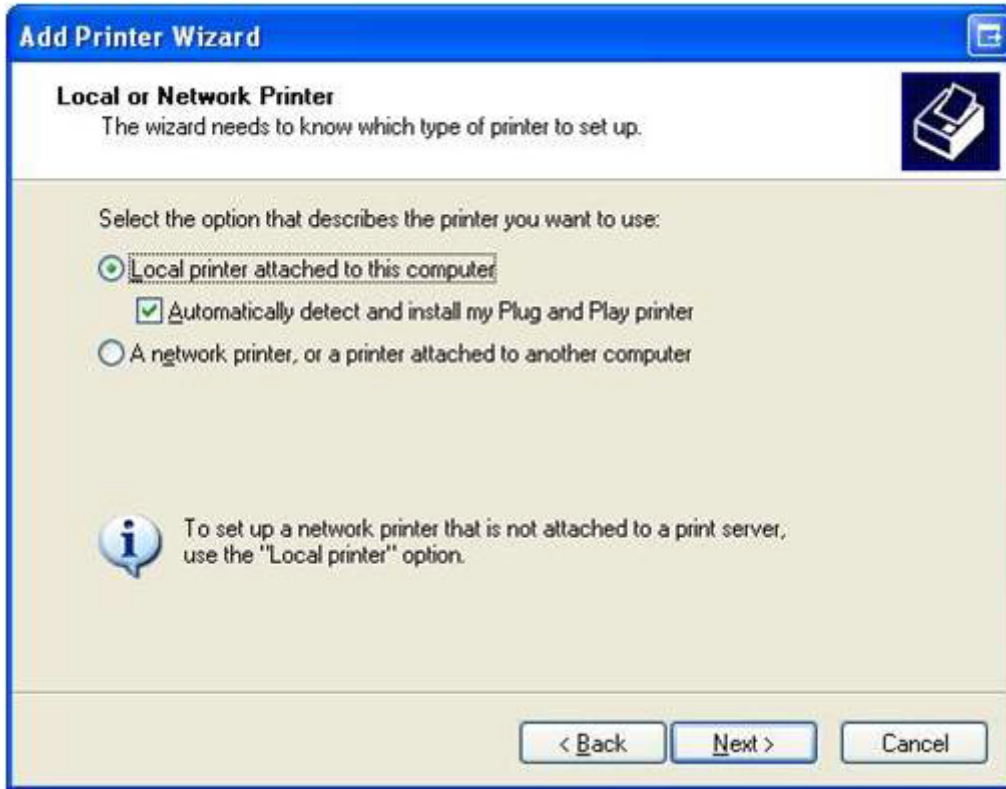 Add Printer Wizard
Local or Network Printer
The wizard needs to know which type of printer to set up.
Select the option that describes the printer you want to use:
Local printer attached to this computer
Automatically detect and install my Plug and Play printer
A network printer, or a printer attached to another computer
To set up a network printer that is not attached to a print server,
use the "Local printer" option.
< Back Next > Cancel